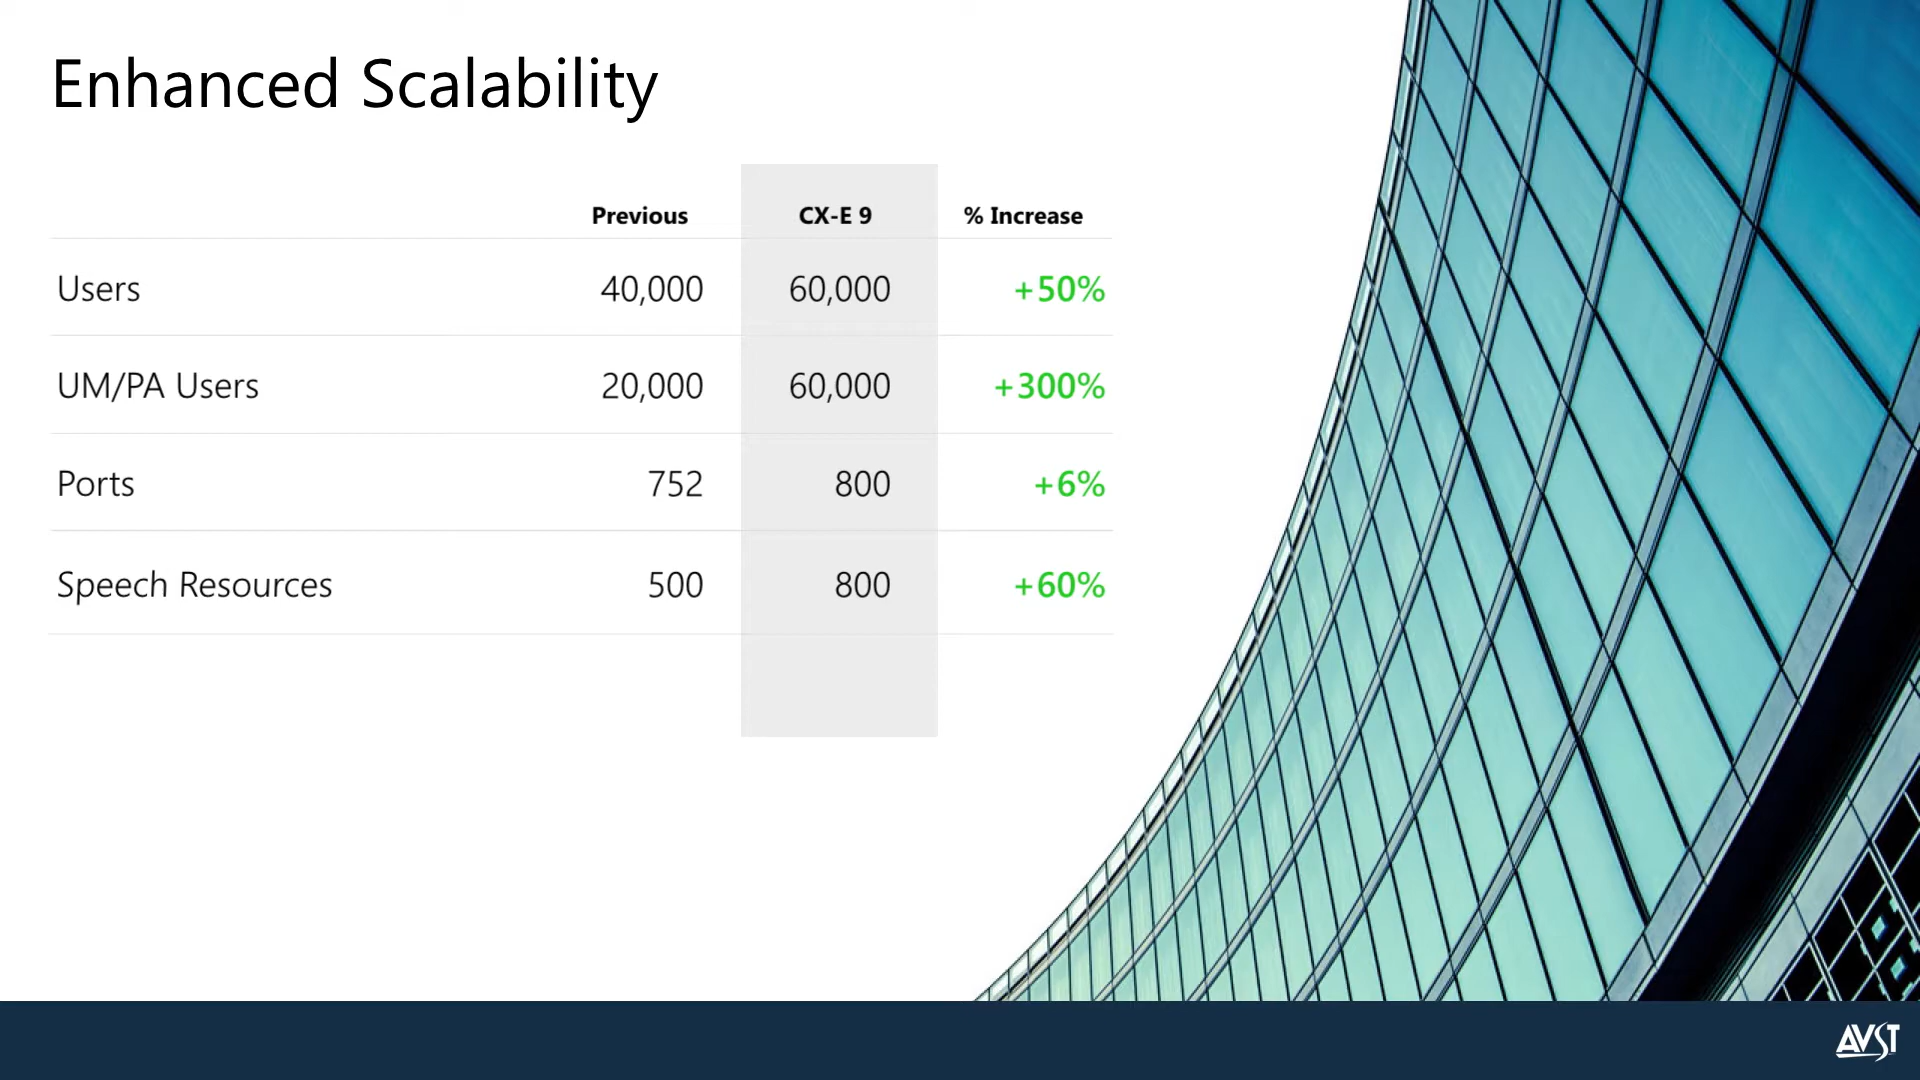 Enhanced Scalability
Previous CX-E 9 % Increase
Users 40,000 60,000 +50%
UM/PA Users 20,000 60,000 +300%
Ports 752 800 +6%
Speech Resources 500 800 +60%
AVST